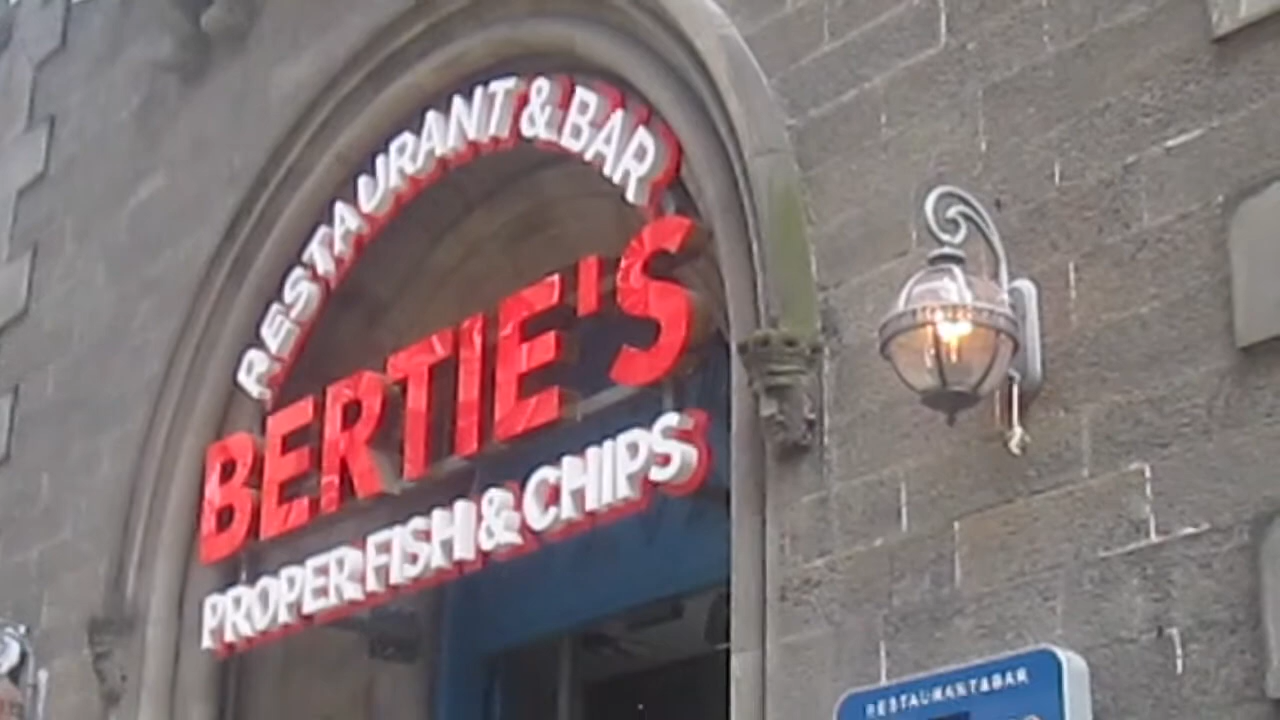 RESTAURANT & BAR
BERTIE'S
PROPER FISH & CHIPS
RESTAURANT & BAR